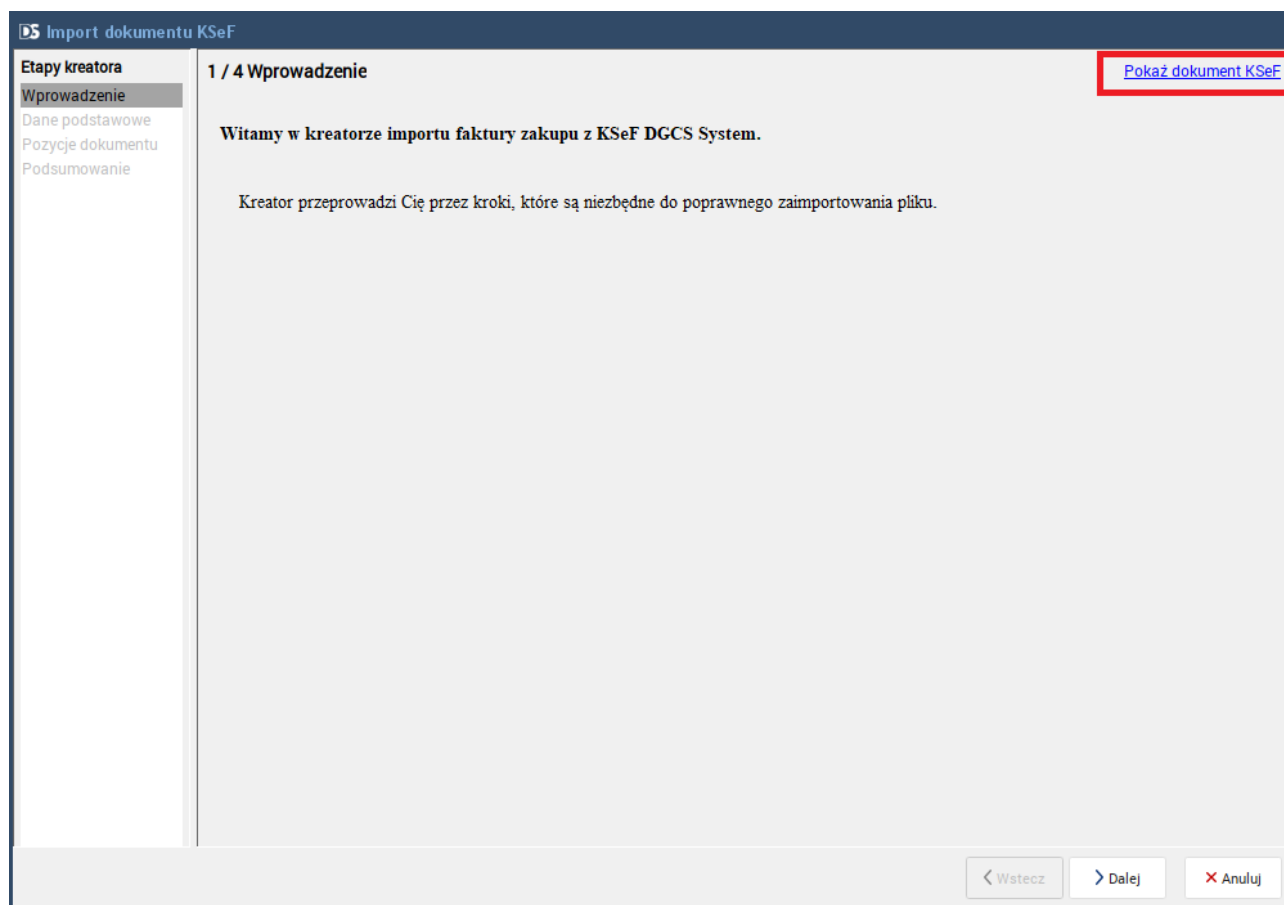 DS Import dokumentu KSeF
Etapy kreatora
Wprowadzenie
Dane podstawowe
Pozycje dokumentu
Podsumowanie
1 / 4 Wprowadzenie
Pokaż dokument KSeF
Witamy w kreatorze importu faktury zakupu z KSeF DGCS System.
Kreator przeprowadzi Cię przez kroki, które są niezbędne do poprawnego zaimportowania pliku.
Wstecz
Dalej
Anuluj